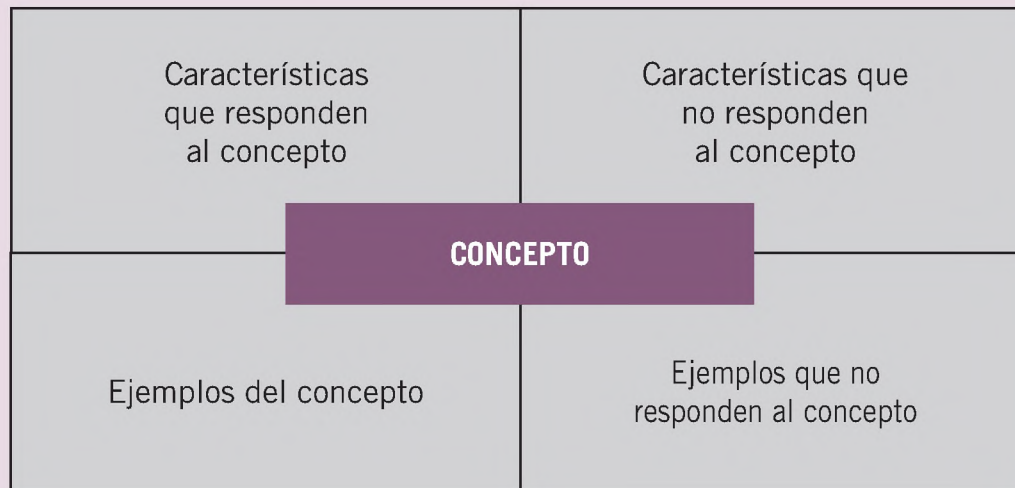 Características
que responden
al concepto
Características que
no responden
al concepto
CONCEPTO
Ejemplos del concepto
Ejemplos que no
responden al concepto